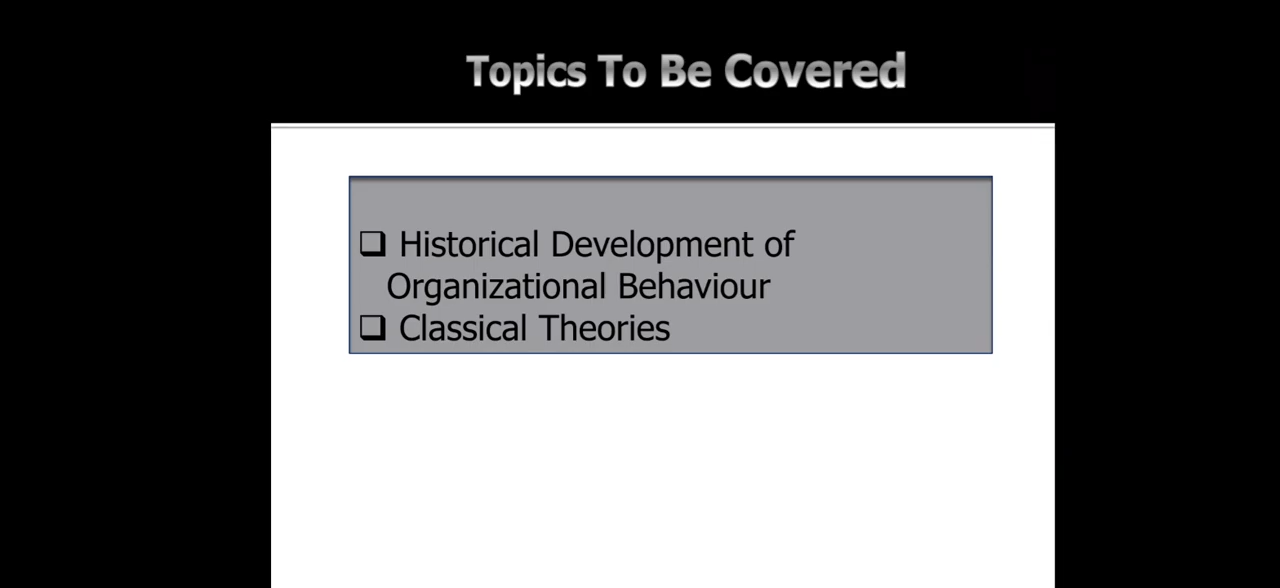 Topics To Be Covered
❑ Historical Development of
Organizational Behaviour
❑ Classical Theories